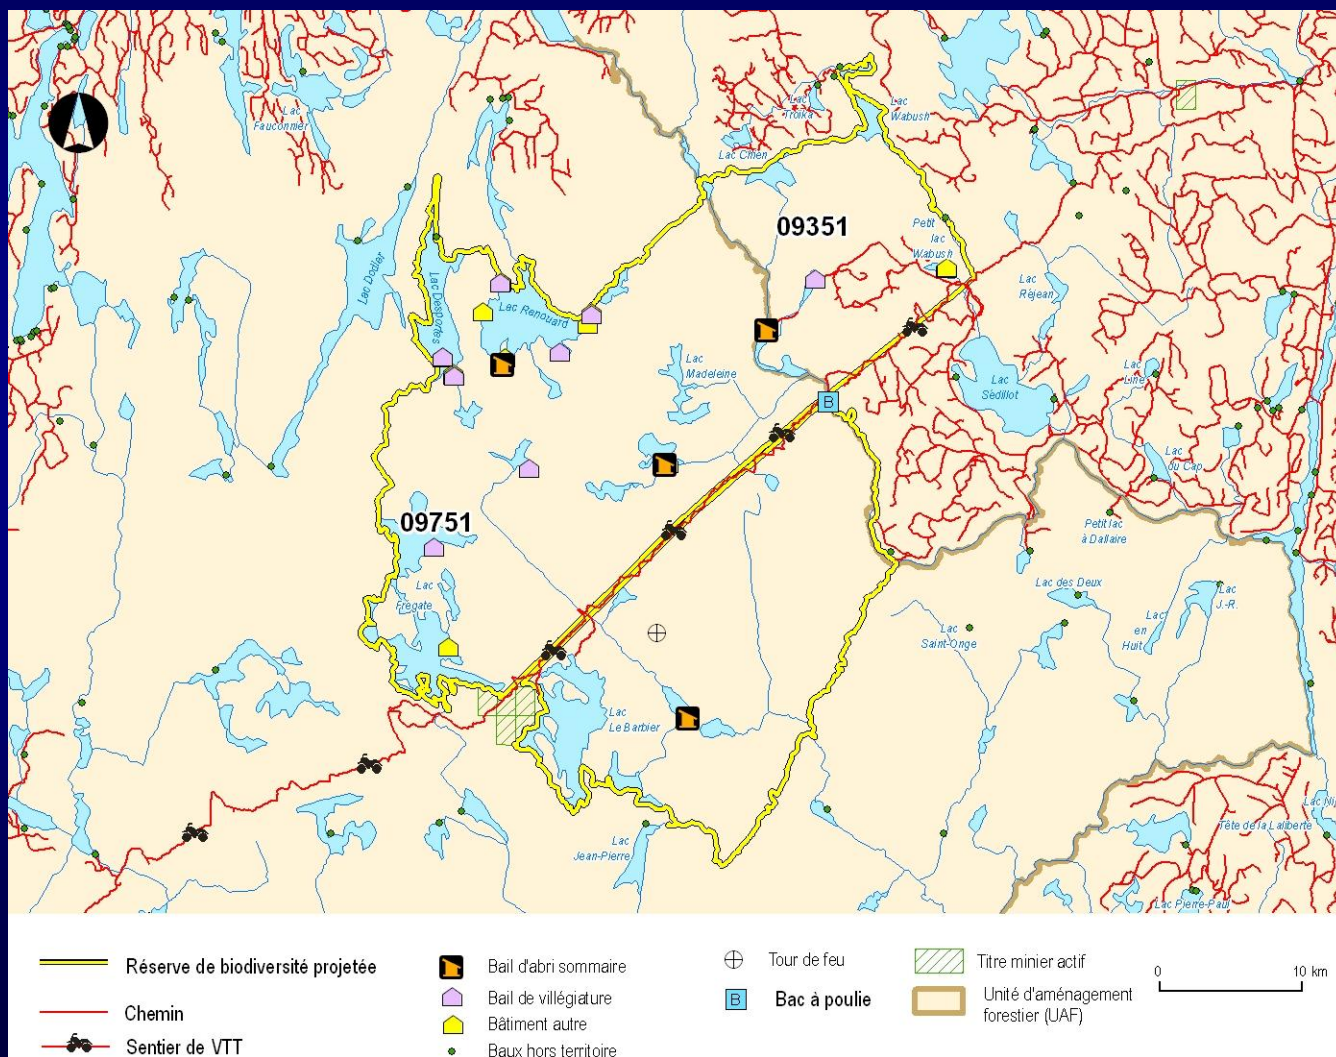 Lac
Fauconnier
Lac
Troïka
Lac
Wabush
Lac Cmen
09351
Petit
lac
Wabush
Lac Dodier
Lac Desportes
Lac Renouard
Lac
Réjean
Lac
Madeleine
Lac
Sédillot
Lac
Line
B
Lac
du Cap
09751
Petit lac
à Dallaire
Lac
Frégate
Lac des Deux
Lac
J.-R.
Lac
en
Huit
Lac
Saint-Onge
Lac
Le Barbier
Lac
Jean-Pierre
Tête de la Laliberté
Lac Pierre-Paul
Réserve de biodiversité projetée
Chemin
Sentier de VTT
Bail d'abri sommaire
Bail de villégiature
Bâtiment autre
Baux hors territoire
Tour de feu
B Bac à poulie
Titre minier actif
Unité d'aménagement
forestier (UAF)
0 10 km